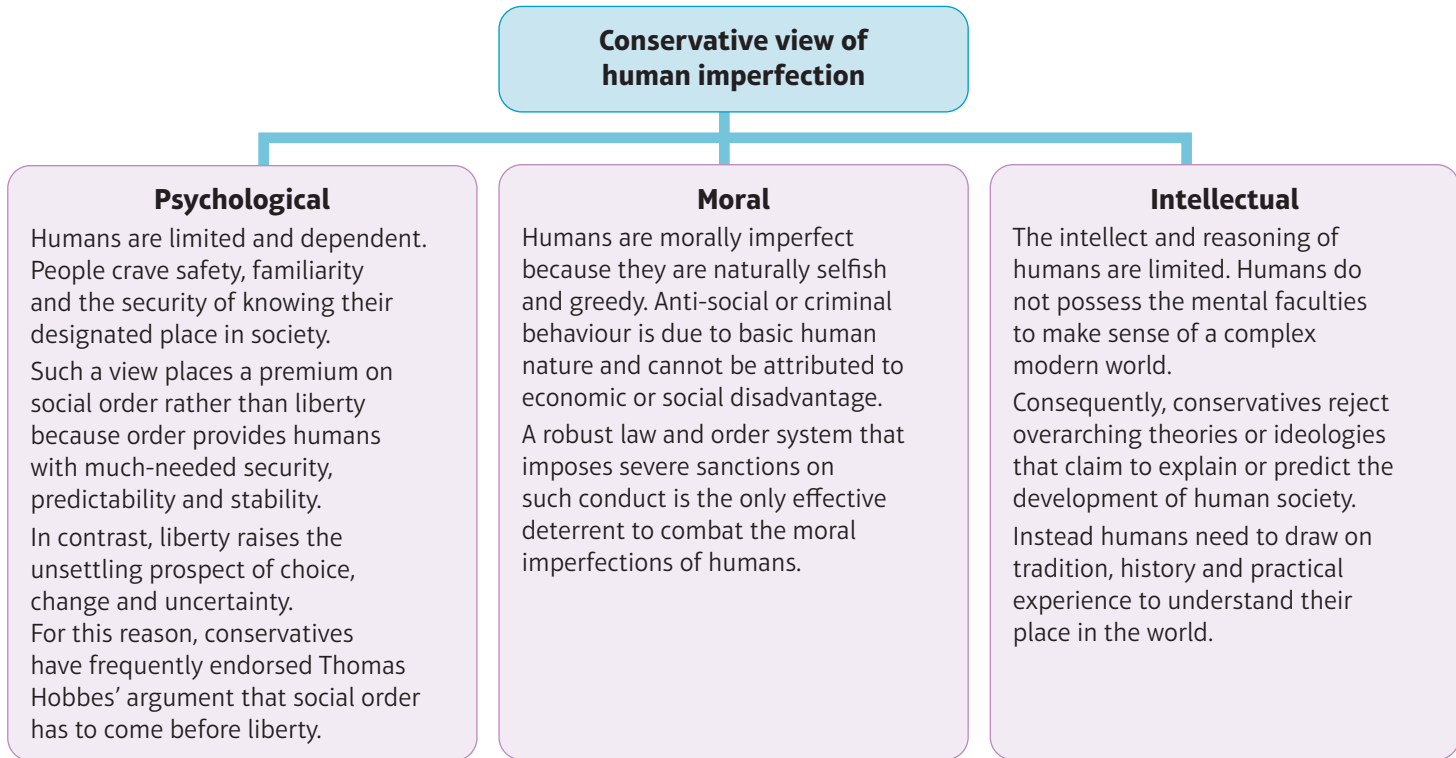 Conservative view of
human imperfection
Psychological
Humans are limited and dependent.
People crave safety, familiarity
and the security of knowing their
designated place in society.
Such a view places a premium on
social order rather than liberty
because order provides humans
with much-needed security,
predictability and stability.
In contrast, liberty raises the
unsettling prospect of choice,
change and uncertainty.
For this reason, conservatives
have frequently endorsed Thomas
Hobbes’ argument that social order
has to come before liberty.
Moral
Humans are morally imperfect
because they are naturally selfish
and greedy. Anti-social or criminal
behaviour is due to basic human
nature and cannot be attributed to
economic or social disadvantage.
A robust law and order system that
imposes severe sanctions on
such conduct is the only effective
deterrent to combat the moral
imperfections of humans.
Intellectual
The intellect and reasoning of
humans are limited. Humans do
not possess the mental faculties
to make sense of a complex
modern world.
Consequently, conservatives reject
overarching theories or ideologies
that claim to explain or predict the
development of human society.
Instead humans need to draw on
tradition, history and practical
experience to understand their
place in the world.